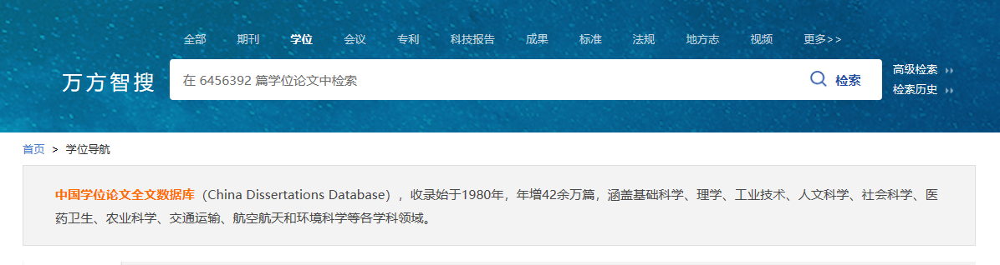 全部 期刊 学位 会议 专利 科技报告 成果 标准 法规 地方志 视频 更多>>
万方智搜 在 6456392 篇学位论文中检索 检索 高级检索
检索历史
首页 > 学位导航
中国学位论文全文数据库（China Dissertations Database），收录始于1980年，年增42余万篇，涵盖基础科学、理学、工业技术、人文科学、社会科学、医
药卫生、农业科学、交通运输、航空航天和环境科学等各学科领域。